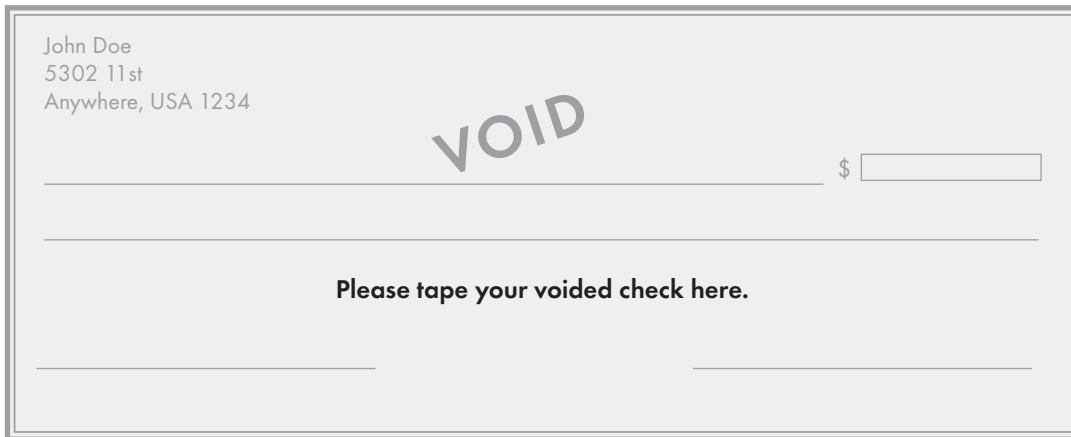 John Doe
5302 11st
Anywhere, USA 1234
VOID
$
Please tape your voided check here.